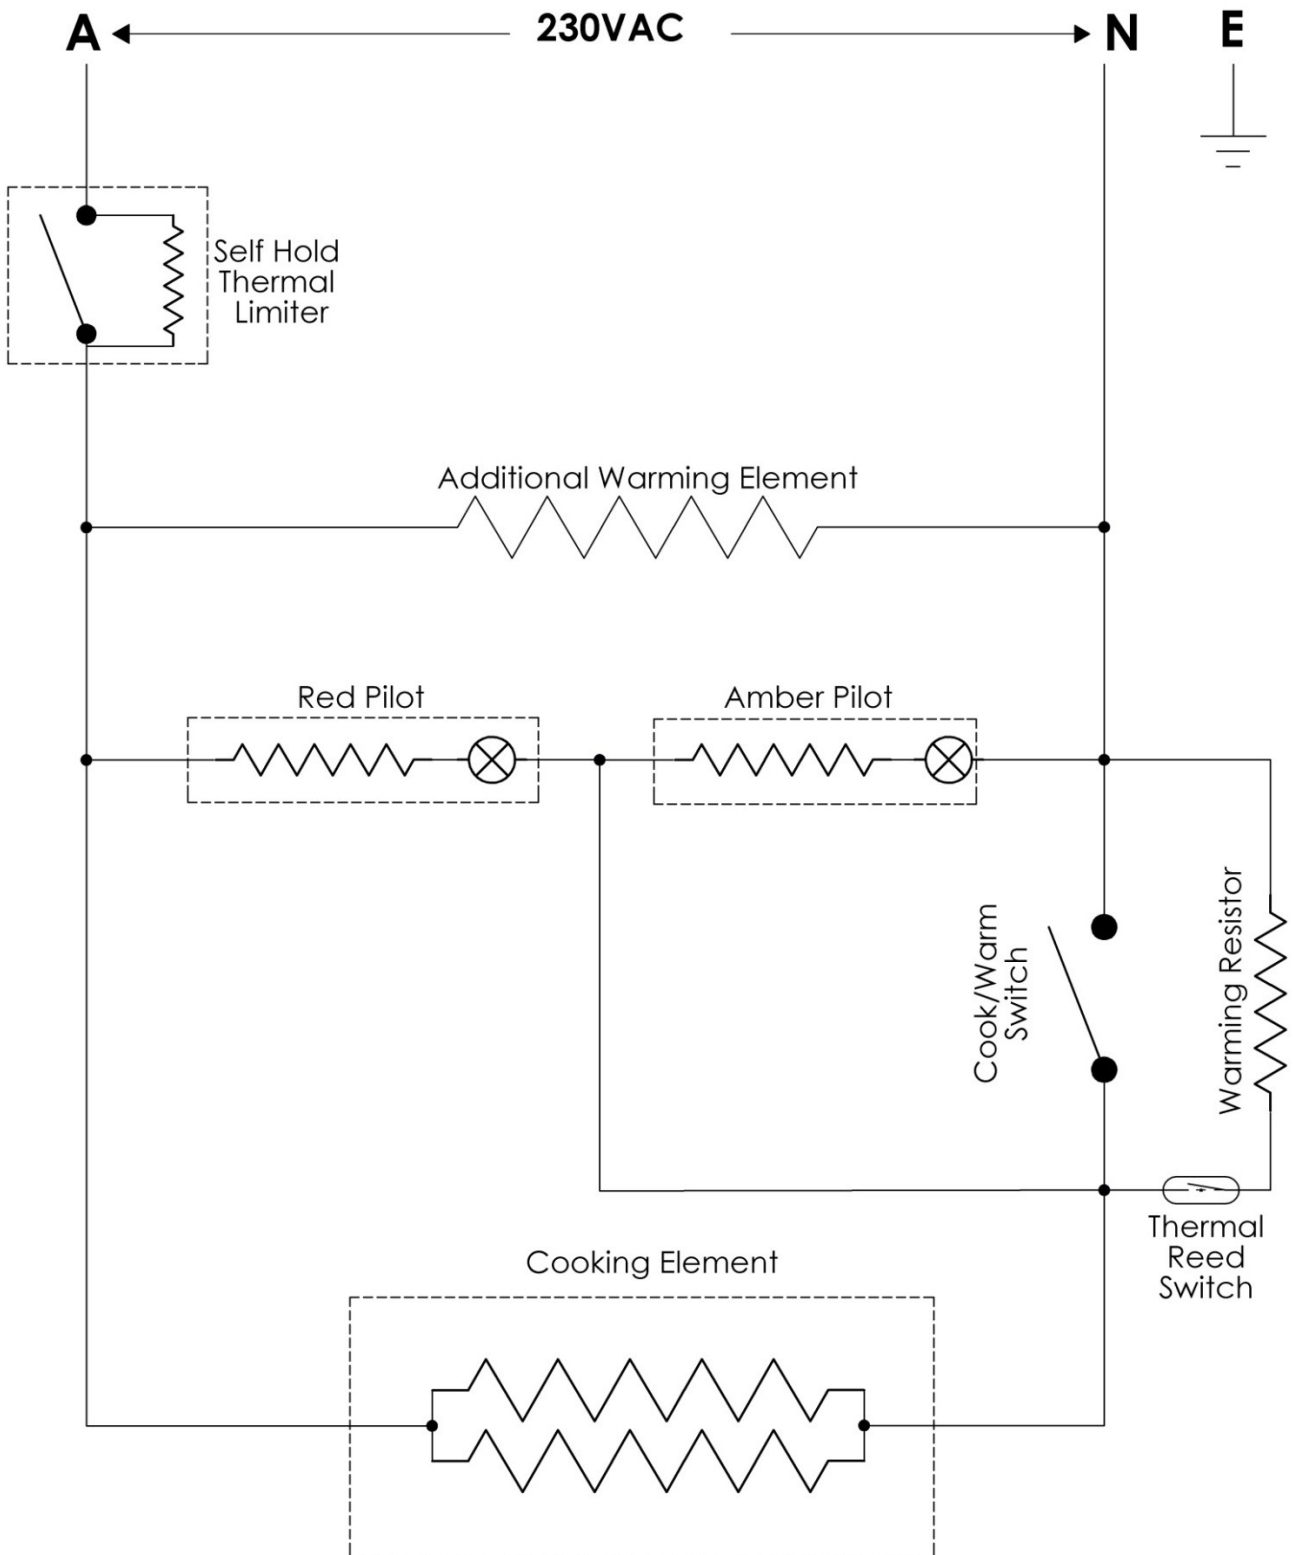 A 230VAC N E
Self Hold
Thermal
Limiter
Additional Warming Element
Red Pilot
Amber Pilot
Cook/Warm
Switch
Warming Resistor
Thermal
Reed
Switch
Cooking Element